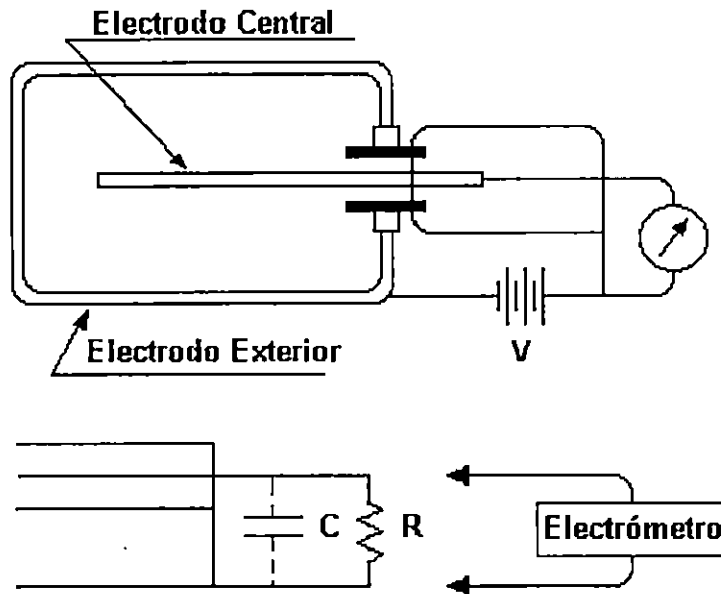 Electrodo Central
Electrodo Exterior
V
C
R
Electrómetro